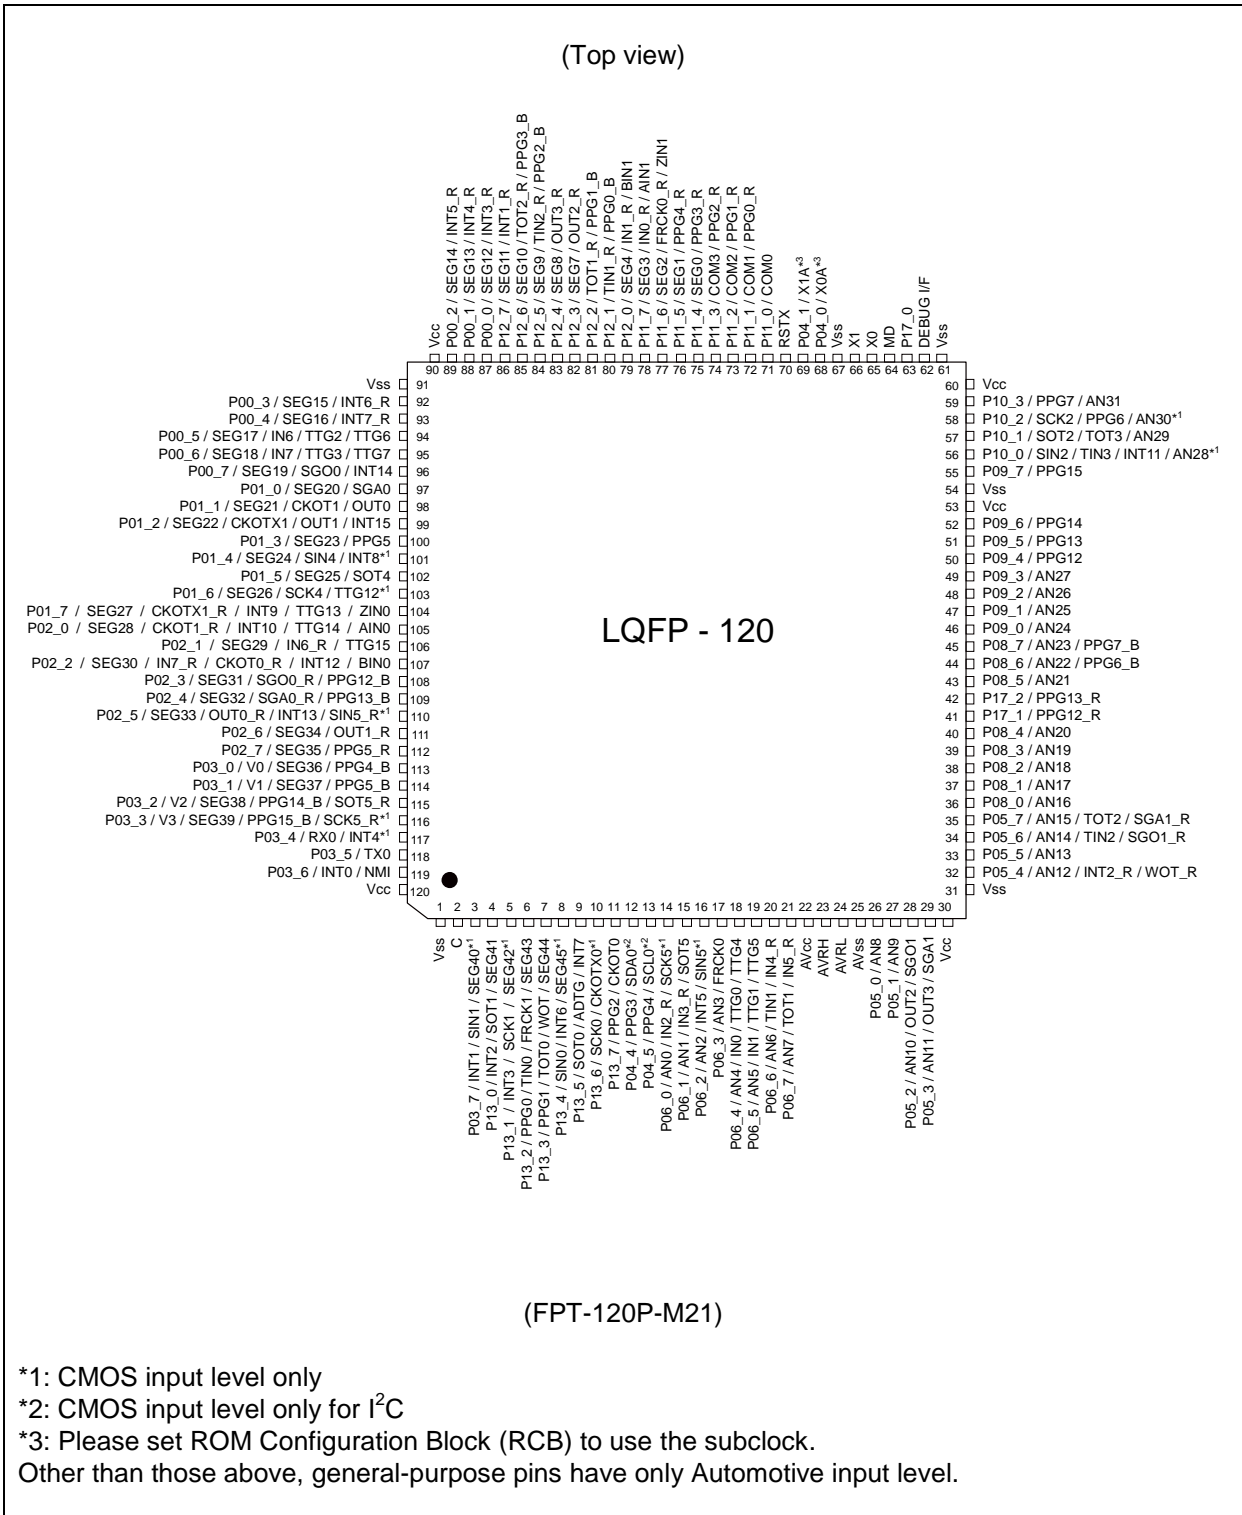 (Top view)
Vcc
P00_2 / SEG14 / INT5_R
P00_1 / SEG13 / INT4_R
P00_0 / SEG12 / INT3_R
P12_7 / SEG11 / INT1_R
P12_6 / SEG10 / TOT2_R / PPG3_B
P12_5 / SEG9 / TIN2_R / PPG2_B
P12_4 / SEG8 / OUT3_R
P12_3 / SEG7 / OUT2_R
P12_2 / TOT1_R / PPG1_B
P12_1 / TIN1_R / PPG0_B
P12_0 / SEG4 / IN1_R / BIN1
P11_7 / SEG3 / IN0_R / AIN1
P11_6 / SEG2 / FRCK0_R / ZIN1
P11_5 / SEG1 / PPG4_R
P11_4 / SEG0 / PPG3_R
P11_3 / COM3 / PPG2_R
P11_2 / COM2 / PPG1_R
P11_1 / COM1 / PPG0_R
P11_0 / COM0
RSTX
P04_1 / X1A*3
P04_0 / X0A*3
Vss
X1
X0
MD
P17_0
DEBUG I/F
Vss
90 89 88 87 86 85 84 83 82 81 80 79 78 77 76 75 74 73 72 71 70 69 68 67 66 65 64 63 62 61
Vss 91
P00_3 / SEG15 / INT6_R 92
P00_4 / SEG16 / INT7_R 93
P00_5 / SEG17 / IN6 / TTG2 / TTG6 94
P00_6 / SEG18 / IN7 / TTG3 / TTG7 95
P00_7 / SEG19 / SGO0 / INT14 96
P01_0 / SEG20 / SGA0 97
P01_1 / SEG21 / CKOT1 / OUT0 98
P01_2 / SEG22 / CKOTX1 / OUT1 / INT15 99
P01_3 / SEG23 / PPG5 100
P01_4 / SEG24 / SIN4 / INT8*1 101
P01_5 / SEG25 / SOT4 102
P01_6 / SEG26 / SCK4 / TTG12*1 103
P01_7 / SEG27 / CKOTX1_R / INT9 / TTG13 / ZIN0 104
P02_0 / SEG28 / CKOT1_R / INT10 / TTG14 / AIN0 105
P02_1 / SEG29 / IN6_R / TTG15 106
P02_2 / SEG30 / IN7_R / CKOT0_R / INT12 / BIN0 107
P02_3 / SEG31 / SGO0_R / PPG12_B 108
P02_4 / SEG32 / SGA0_R / PPG13_B 109
P02_5 / SEG33 / OUT0_R / INT13 / SIN5_R*1 110
P02_6 / SEG34 / OUT1_R 111
P02_7 / SEG35 / PPG5_R 112
P03_0 / V0 / SEG36 / PPG4_B 113
P03_1 / V1 / SEG37 / PPG5_B 114
P03_2 / V2 / SEG38 / PPG14_B / SOT5_R 115
P03_3 / V3 / SEG39 / PPG15_B / SCK5_R*1 116
P03_4 / RX0 / INT4*1 117
P03_5 / TX0 118
P03_6 / INT0 / NMI 119
Vcc 120
LQFP - 120
60 Vcc
59 P10_3 / PPG7 / AN31
58 P10_2 / SCK2 / PPG6 / AN30*1
57 P10_1 / SOT2 / TOT3 / AN29
56 P10_0 / SIN2 / TIN3 / INT11 / AN28*1
55 P09_7 / PPG15
54 Vss
53 Vcc
52 P09_6 / PPG14
51 P09_5 / PPG13
50 P09_4 / PPG12
49 P09_3 / AN27
48 P09_2 / AN26
47 P09_1 / AN25
46 P09_0 / AN24
45 P08_7 / AN23 / PPG7_B
44 P08_6 / AN22 / PPG6_B
43 P08_5 / AN21
42 P17_2 / PPG13_R
41 P17_1 / PPG12_R
40 P08_4 / AN20
39 P08_3 / AN19
38 P08_2 / AN18
37 P08_1 / AN17
36 P08_0 / AN16
35 P05_7 / AN15 / TOT2 / SGA1_R
34 P05_6 / AN14 / TIN2 / SGO1_R
33 P05_5 / AN13
32 P05_4 / AN12 / INT2_R / WOT_R
31 Vss
1 2 3 4 5 6 7 8 9 10 11 12 13 14 15 16 17 18 19 20 21 22 23 24 25 26 27 28 29 30
Vss
C
P03_7 / INT1 / SIN1 / SEG40*1
P13_0 / INT2 / SOT1 / SEG41
P13_1 / INT3 / SCK1 / SEG42*1
P13_2 / PPG0 / TIN0 / FRCK1 / SEG43
P13_3 / PPG1 / TOT0 / WOT / SEG44
P13_4 / SIN0 / INT6 / SEG45*1
P13_5 / SOT0 / ADTG / INT7
P13_6 / SCK0 / CKOTX0*1
P13_7 / PPG2 / CKOT0
P04_4 / PPG3 / SDA0*2
P04_5 / PPG4 / SCL0*2
P06_0 / AN0 / IN2_R / SCK5*1
P06_1 / AN1 / IN3_R / SOT5
P06_2 / AN2 / INT5 / SIN5*1
P06_3 / AN3 / FRCK0
P06_4 / AN4 / IN0 / TTG0 / TTG4
P06_5 / AN5 / IN1 / TTG1 / TTG5
P06_6 / AN6 / TIN1 / IN4_R
P06_7 / AN7 / TOT1 / IN5_R
AVcc
AVRH
AVRL
AVss
P05_0 / AN8
P05_1 / AN9
P05_2 / AN10 / OUT2 / SGO1
P05_3 / AN11 / OUT3 / SGA1
Vcc
(FPT-120P-M21)
*1: CMOS input level only
*2: CMOS input level only for I2C
*3: Please set ROM Configuration Block (RCB) to use the subclock.
Other than those above, general-purpose pins have only Automotive input level.